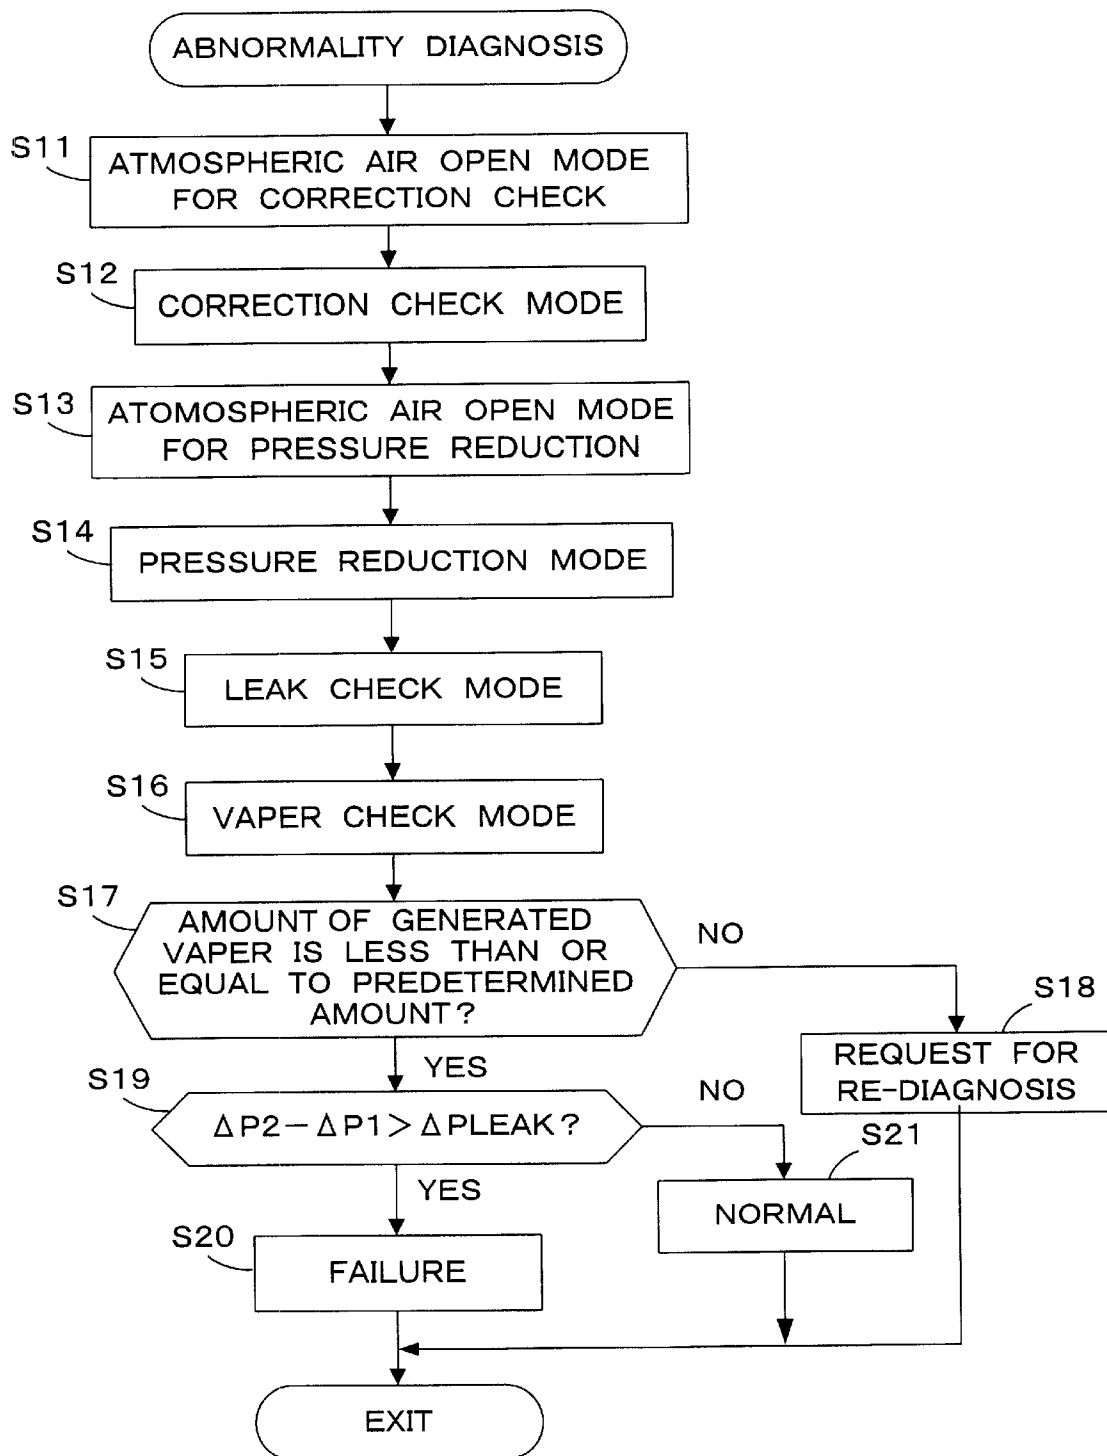 ABNORMALITY DIAGNOSIS
S11
ATMOSPHERIC AIR OPEN MODE
FOR CORRECTION CHECK
S12
CORRECTION CHECK MODE
S13
ATOMOSPHERIC AIR OPEN MODE
FOR PRESSURE REDUCTION
S14
PRESSURE REDUCTION MODE
S15
LEAK CHECK MODE
S16
VAPER CHECK MODE
S17
AMOUNT OF GENERATED
VAPER IS LESS THAN OR
EQUAL TO PREDETERMINED
AMOUNT?
NO
S18
REQUEST FOR
RE-DIAGNOSIS
YES
S19
ΔP2-ΔP1>ΔPLEAK?
NO
S21
NORMAL
YES
S20
FAILURE
EXIT